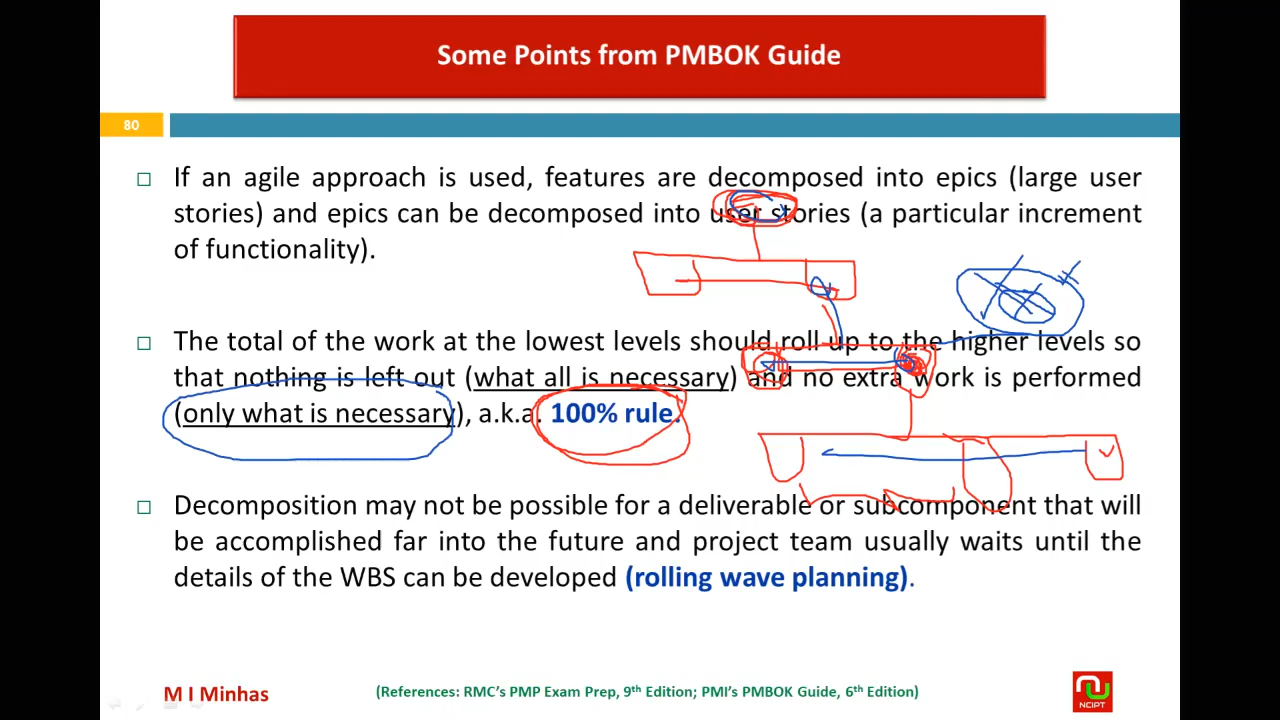 Some Points from PMBOK Guide
80
If an agile approach is used, features are decomposed into epics (large user
stories) and epics can be decomposed into user stories (a particular increment
of functionality).
The total of the work at the lowest levels should roll up to the higher levels so
that nothing is left out (what all is necessary) and no extra work is performed
(only what is necessary), a.k.a. 100% rule.
Decomposition may not be possible for a deliverable or subcomponent that will
be accomplished far into the future and project team usually waits until the
details of the WBS can be developed (rolling wave planning).
M I Minhas
(References: RMC's PMP Exam Prep, 9th Edition; PMI's PMBOK Guide, 6th Edition)
NCIPT